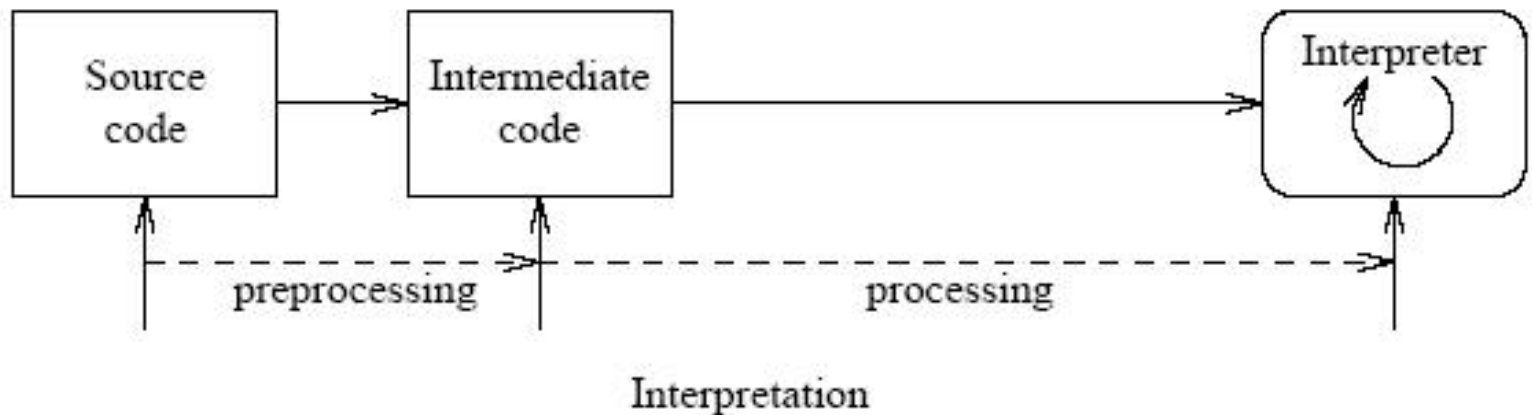 Source
code
Intermediate
code
Interpreter
preprocessing
processing
Interpretation